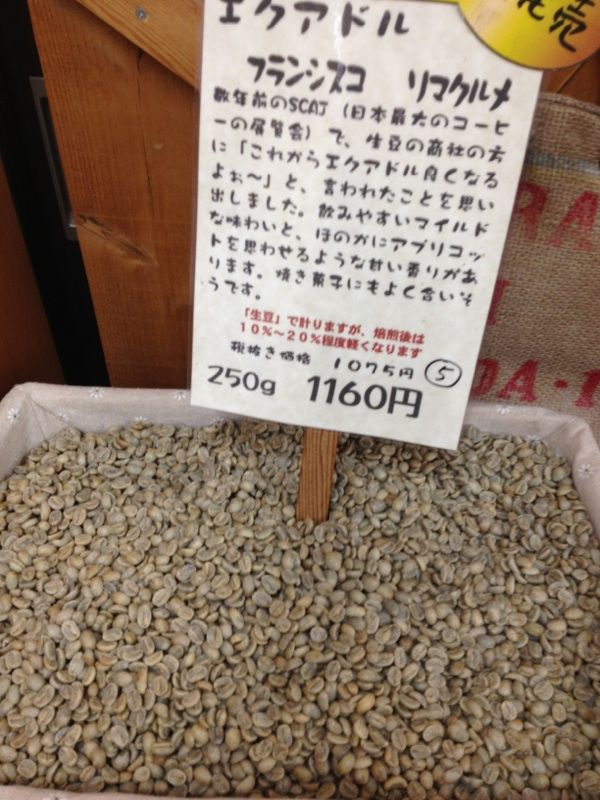 エクアドル
売
フランシスコ　リマクルメ
数年前のSCAJ（日本最大のコーヒ
ーの展覧会）で、生豆の商社の方
に「これからエクアドル良くなる
よぉ〜」と、言われたことを思い
出しました。飲みやすいマイルド
な味わいと、ほのかにアプリコッ
トを思わせるような甘い香りがあ
ります。焼き菓子にもよく合いそ
うです。
「生豆」で計りますが、焙煎後は
10％〜20％程度軽くなります
税抜き価格　1075円　⑤
250g　1160円
RA
DA-1